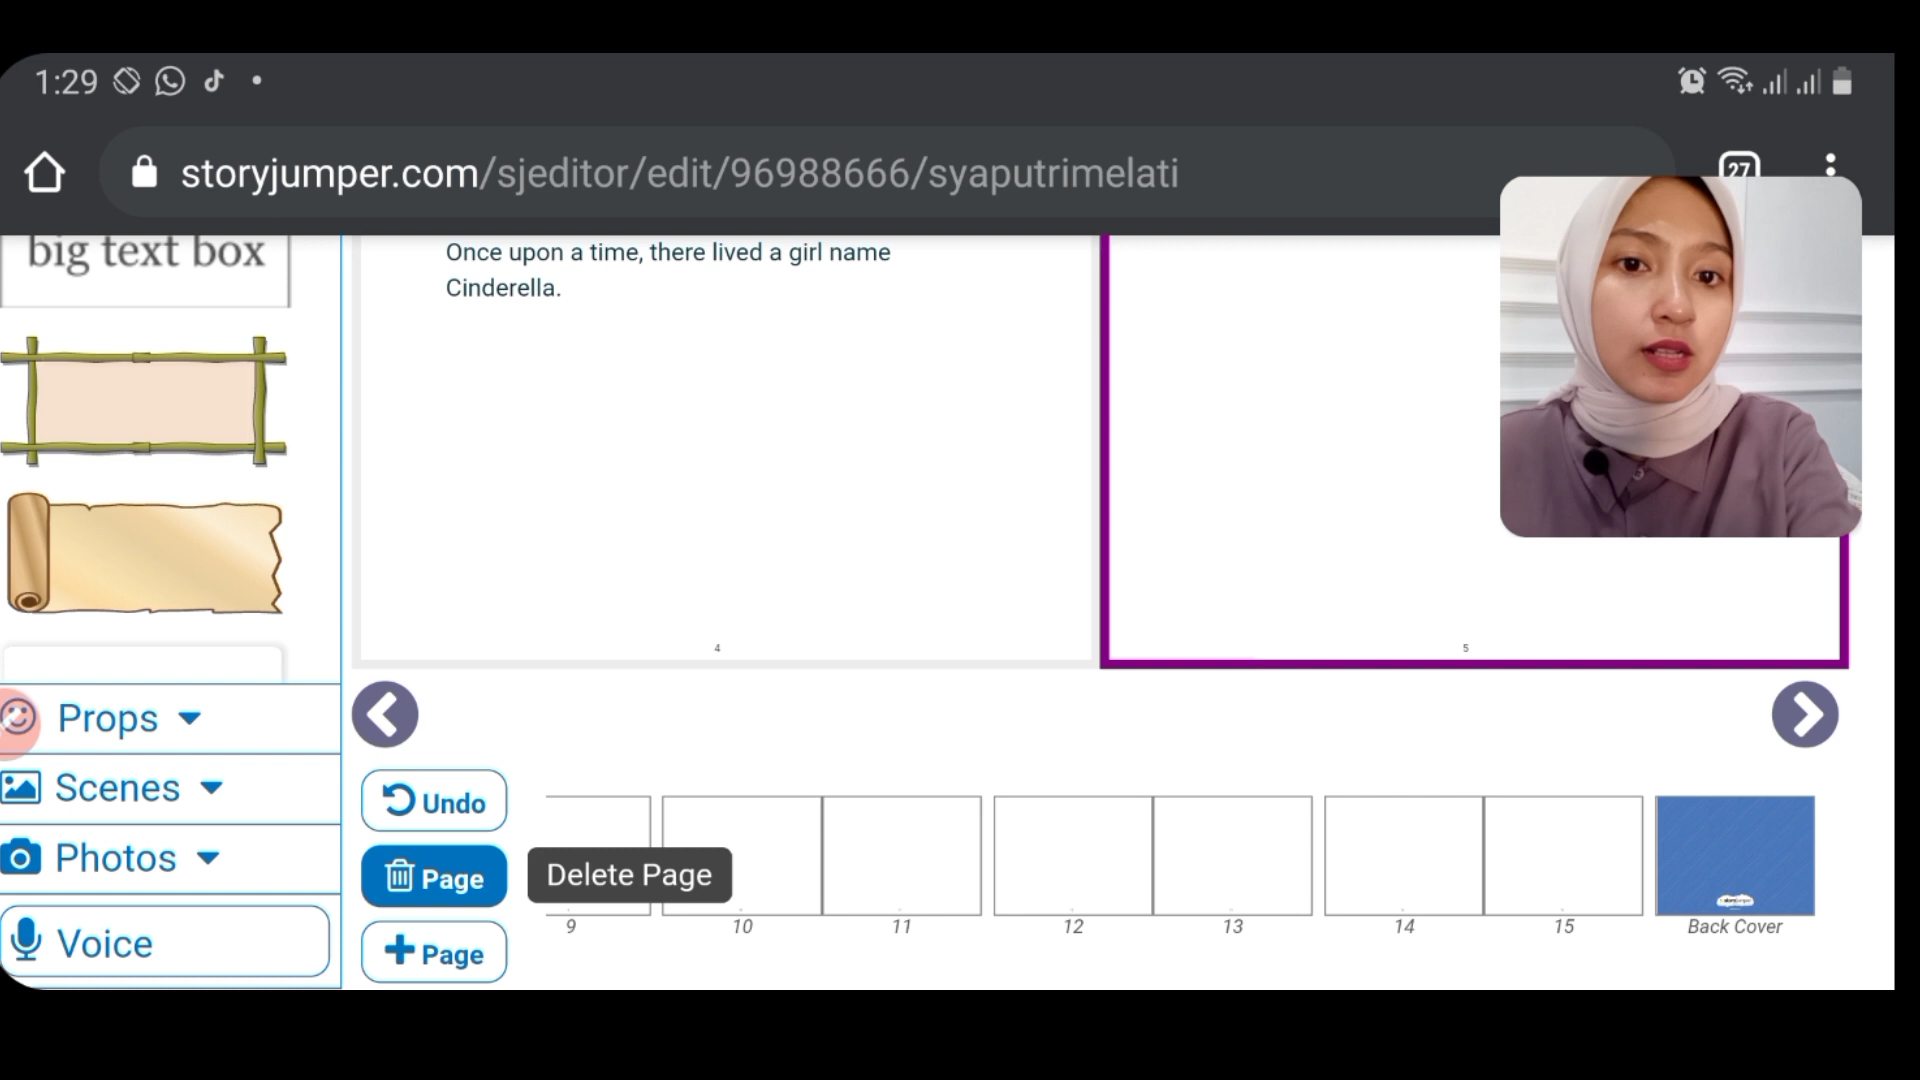 1:29
storyjumper.com/sjeditor/edit/96988666/syaputrimelati
27
big text box
Once upon a time, there lived a girl name
Cinderella.
4
5
Props
Scenes
Photos
Voice
Undo
Page
Delete Page
Page
9
10
11
12
13
14
15
Back Cover